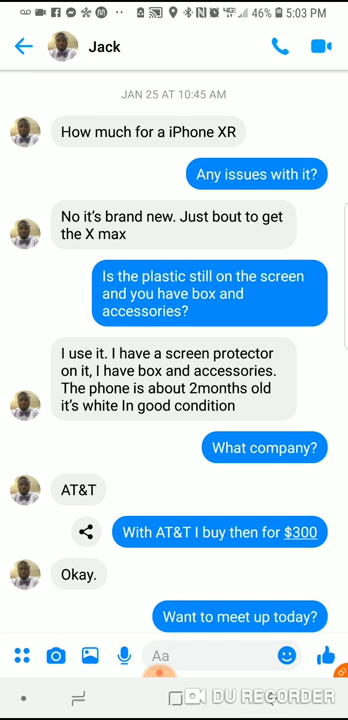 46% 5:03 PM
Jack
JAN 25 AT 10:45 AM
How much for a iPhone XR
Any issues with it?
No it's brand new. Just bout to get
the X max
Is the plastic still on the screen
and you have box and
accessories?
I use it. I have a screen protector
on it, I have box and accessories.
The phone is about 2months old
it's white In good condition
What company?
AT&T
With AT&T I buy then for $300
Okay.
Want to meet up today?
Aa
DU RECORDER